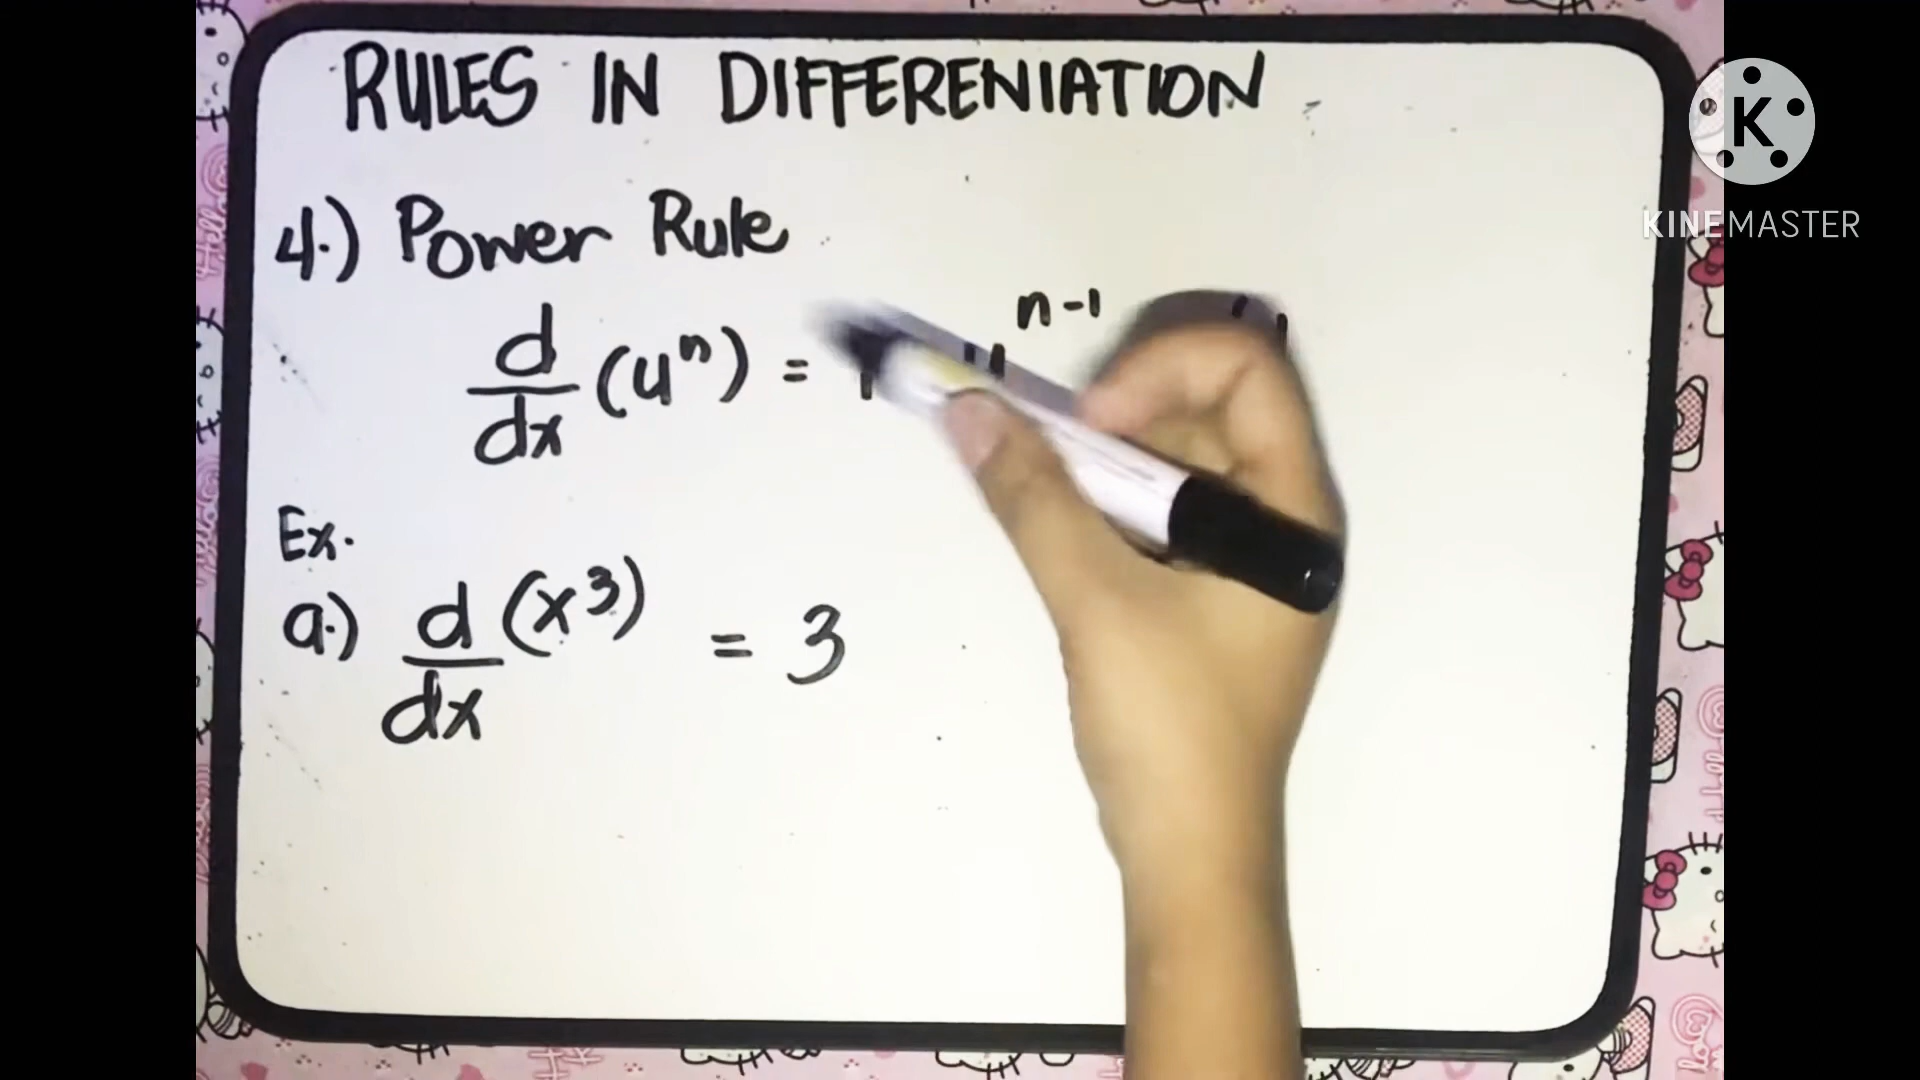 RULES IN DIFFERENIATION
4.) Power Rule
d/dx (u^n) = n-1
Ex.
a.) d/dx (x^3) = 3
KINEMASTER